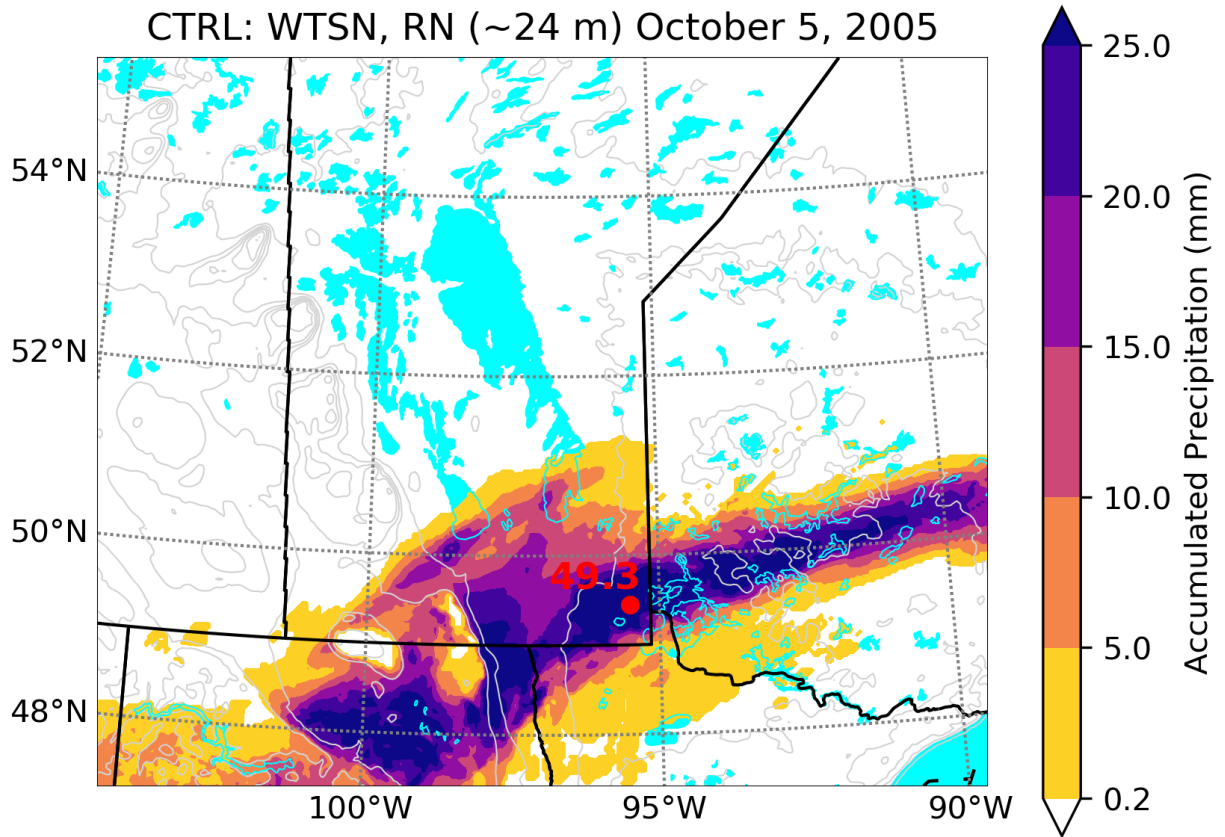 CTRL: WTSN, RN (~24 m) October 5, 2005
54°N
52°N
50°N
48°N
100°W
95°W
90°W
49.3
25.0
20.0
15.0
10.0
5.0
0.2
Accumulated Precipitation (mm)